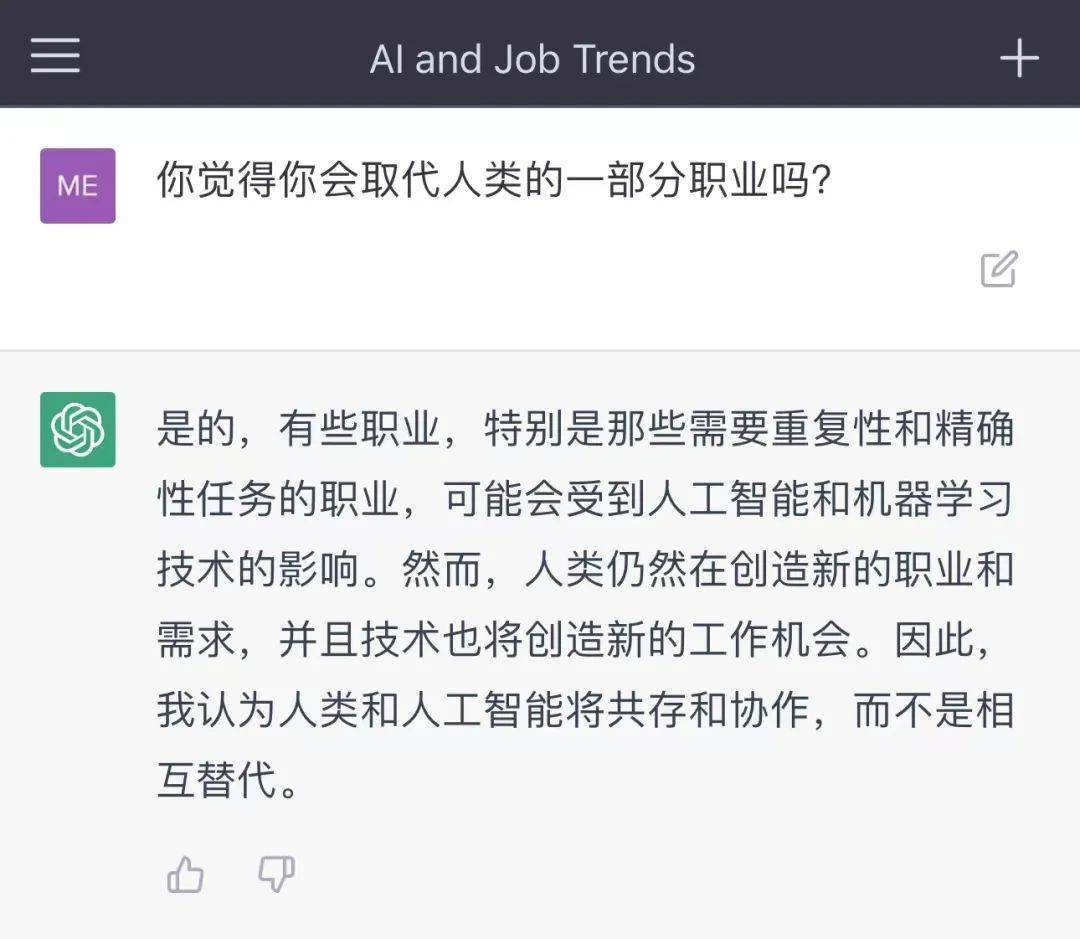 AI and Job Trends
ME
你觉得你会取代人类的一部分职业吗?
是的，有些职业，特别是那些需要重复性和精确
性任务的职业，可能会受到人工智能和机器学习
技术的影响。然而，人类仍然在创造新的职业和
需求，并且技术也将创造新的工作机会。因此，
我认为人类和人工智能将共存和协作，而不是相
互替代。